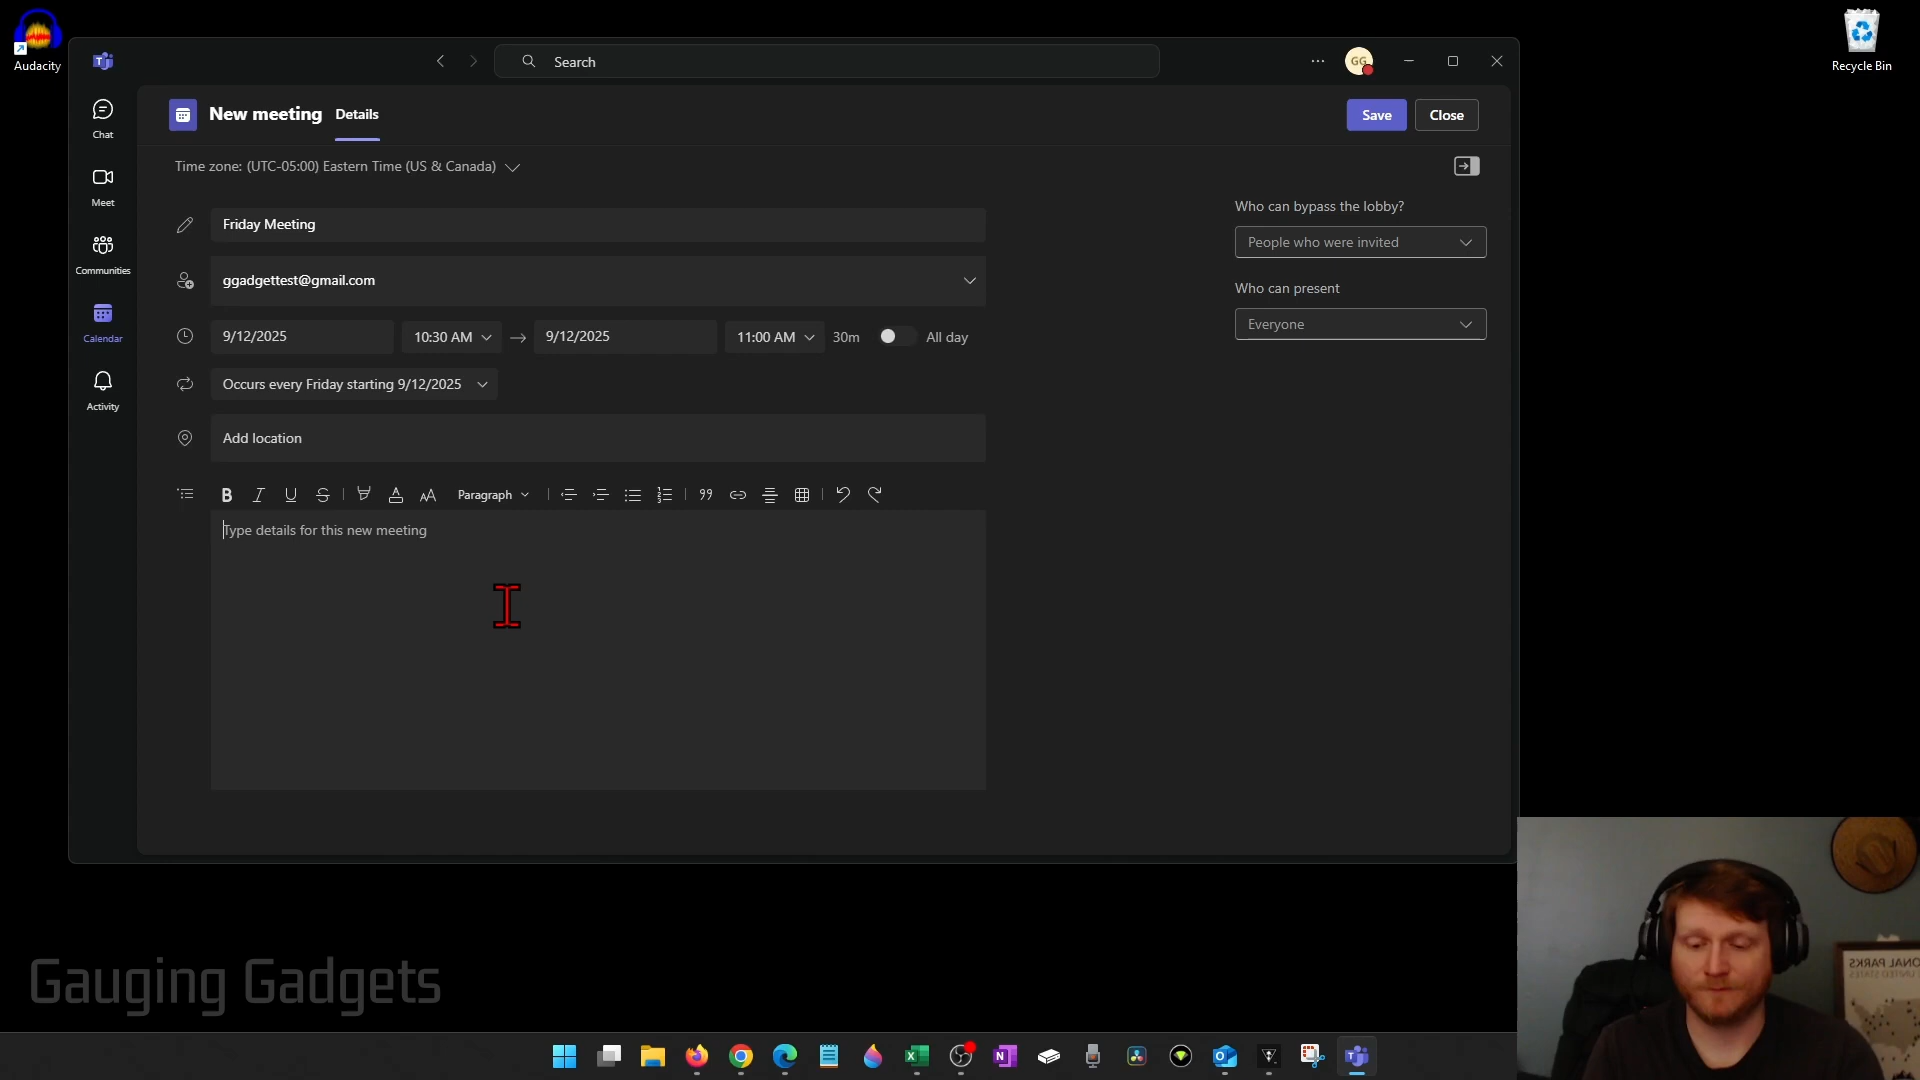 Audacity
Recycle Bin
Search
GG
New meeting
Details
Save
Close
Time zone: (UTC-05:00) Eastern Time (US & Canada)
Chat
Meet
Communities
Calendar
Activity
Friday Meeting
ggadgettest@gmail.com
9/12/2025
10:30 AM
9/12/2025
11:00 AM
30m
All day
Occurs every Friday starting 9/12/2025
Add location
Paragraph
Type details for this new meeting
Who can bypass the lobby?
People who were invited
Who can present
Everyone
Gauging Gadgets